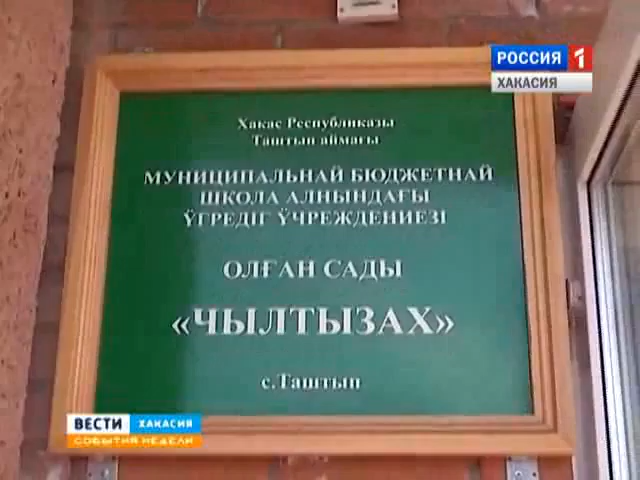 РОССИЯ 1
ХАКАСИЯ
Хакас Республиказы
Таштып аймағы
МУНИЦИПАЛЬНАЙ БЮДЖЕТНАЙ
ШКОЛА АЛНЫНДАҒЫ
ӰГРЕДІГ ӰЧРЕЖДЕНИЕЗІ
ОЛҒАН САДЫ
«ЧЫЛТЫЗАХ»
с.Таштып
ВЕСТИ ХАКАСИЯ
СОБЫТИЯ НЕДЕЛИ